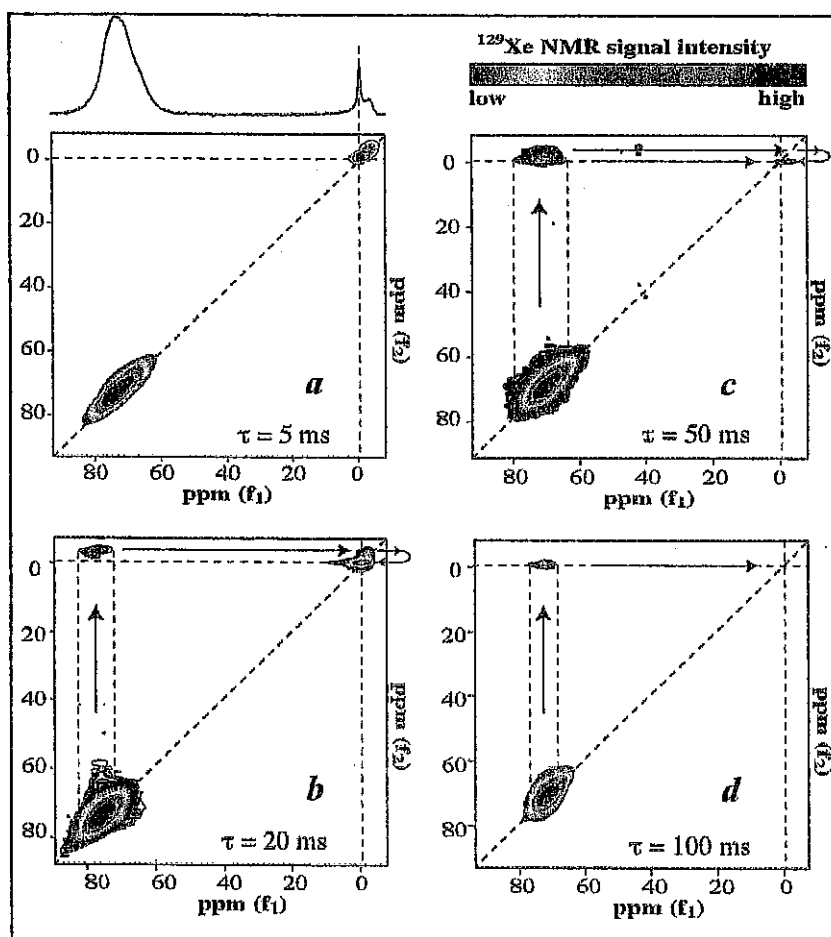 129Xe NMR signal intensity
low high
0
20
40
60
80
ppm (f2)
a
τ = 5 ms
80 60 40 20 0
ppm (f1)
0
20
40
60
80
ppm (f2)
c
τ = 50 ms
80 60 40 20 0
ppm (f1)
0
20
40
60
80
ppm (f2)
b
τ = 20 ms
80 60 40 20 0
ppm (f1)
0
20
40
60
80
ppm (f2)
d
τ = 100 ms
80 60 40 20 0
ppm (f1)